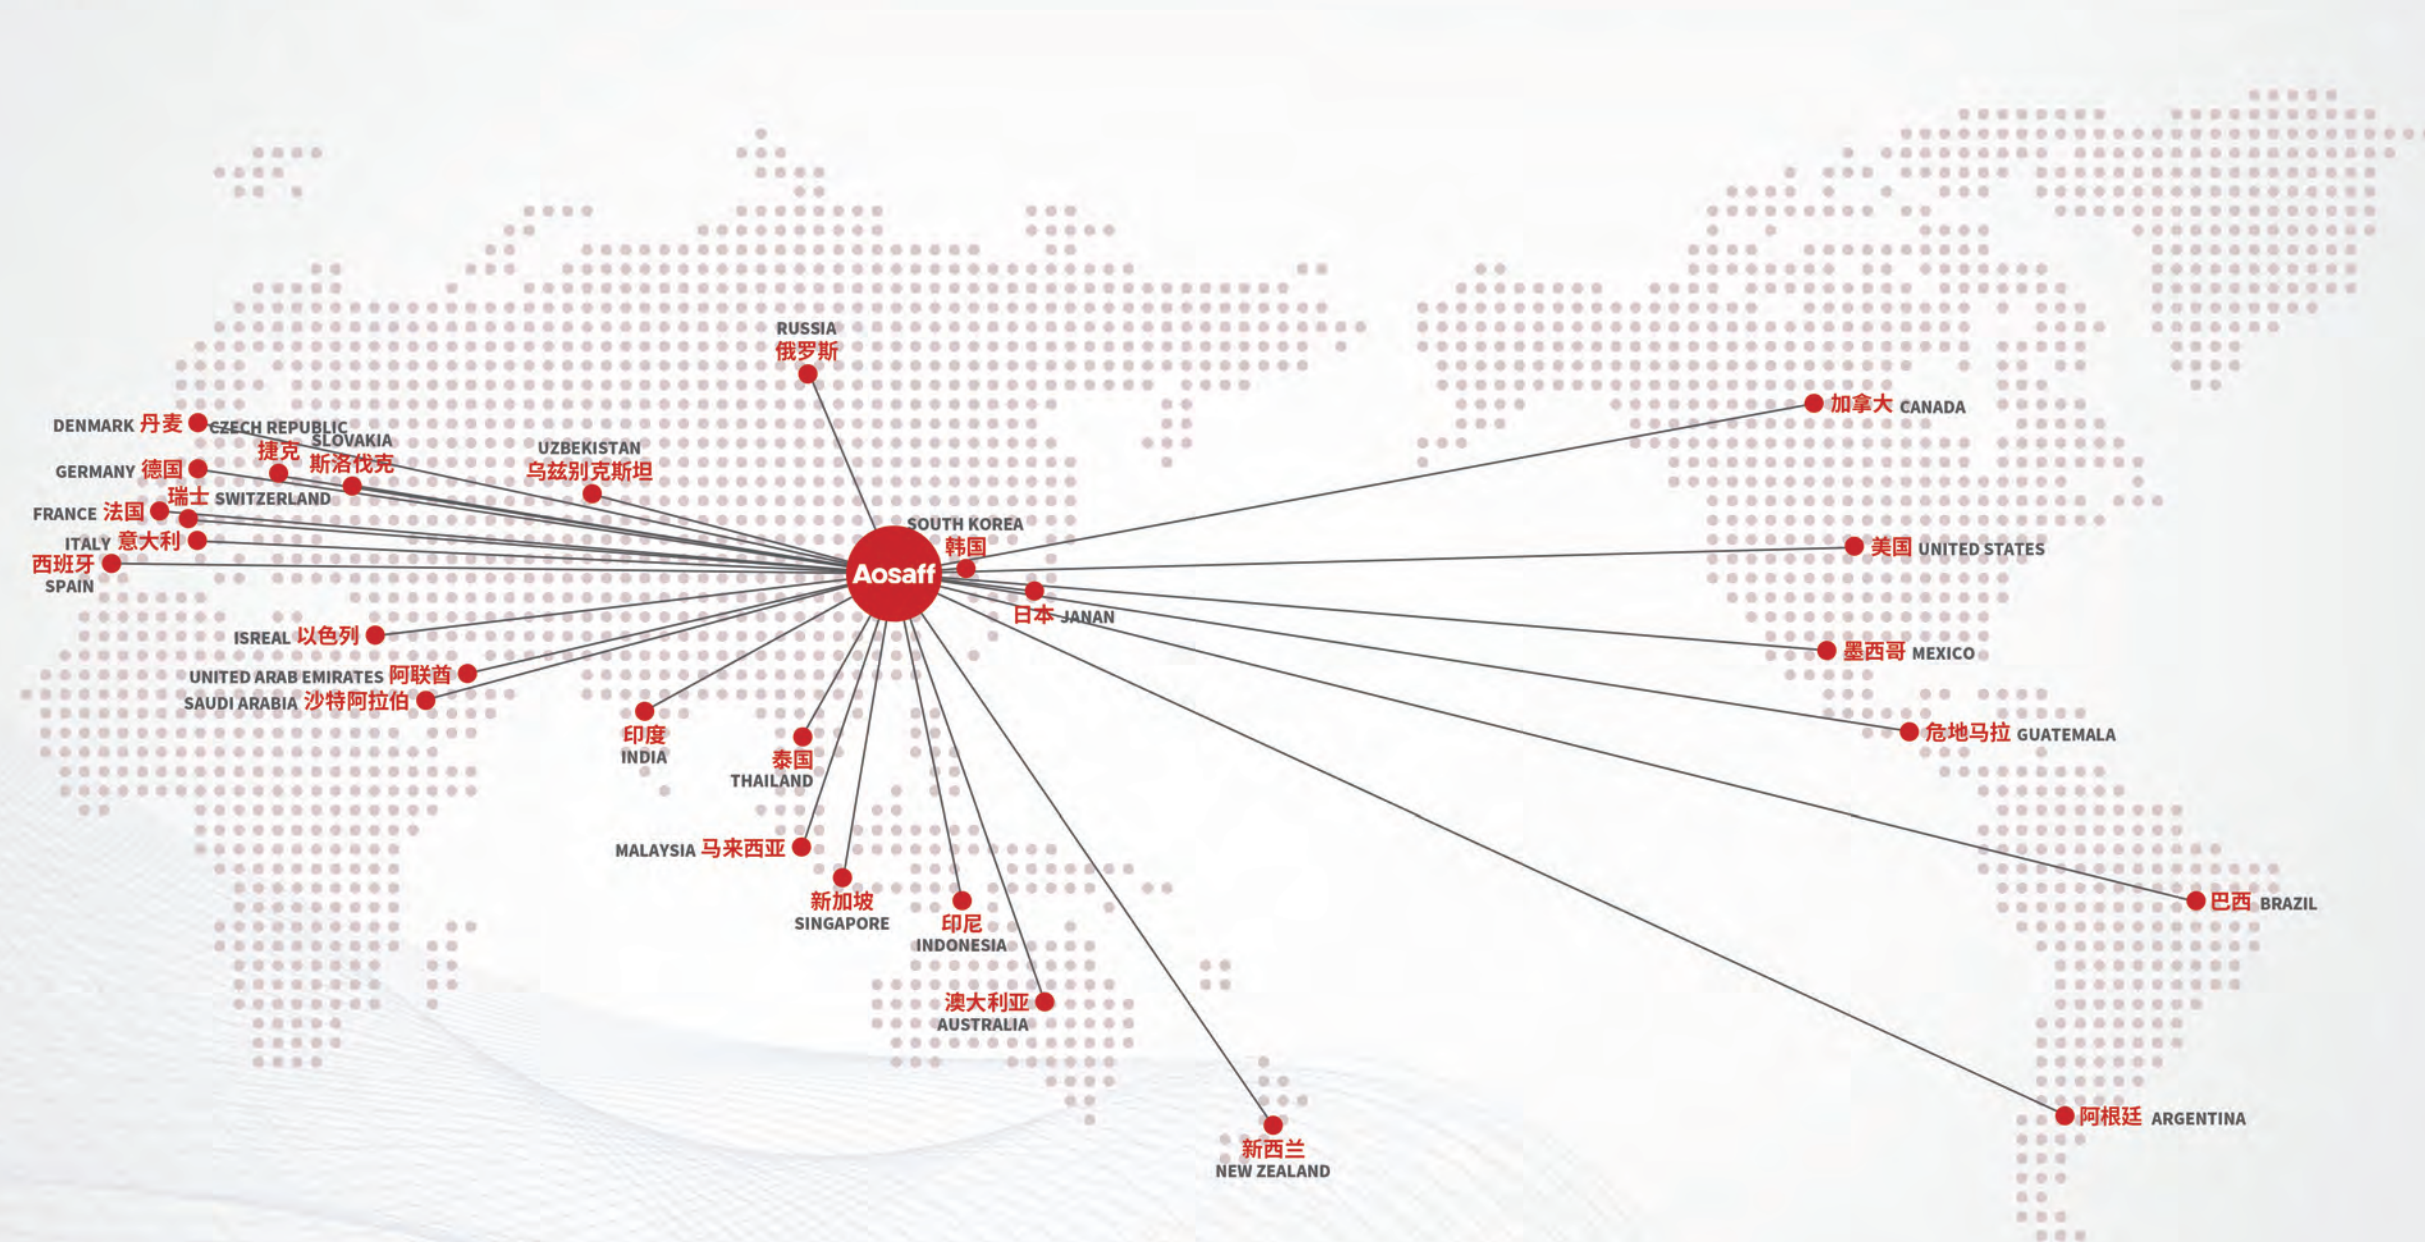 RUSSIA
俄罗斯
加拿大 CANADA
DENMARK 丹麦
CZECH REPUBLIC
捷克
SLOVAKIA
斯洛伐克
UZBEKISTAN
乌兹别克斯坦
GERMANY 德国
瑞士 SWITZERLAND
FRANCE 法国
ITALY 意大利
西班牙
SPAIN
SOUTH KOREA
韩国
Aosaff
美国 UNITED STATES
日本 JANAN
ISREAL 以色列
墨西哥 MEXICO
UNITED ARAB EMIRATES 阿联酋
SAUDI ARABIA 沙特阿拉伯
印度
INDIA
泰国
THAILAND
危地马拉 GUATEMALA
MALAYSIA 马来西亚
新加坡
SINGAPORE
印尼
INDONESIA
巴西 BRAZIL
澳大利亚
AUSTRALIA
新西兰
NEW ZEALAND
阿根廷 ARGENTINA